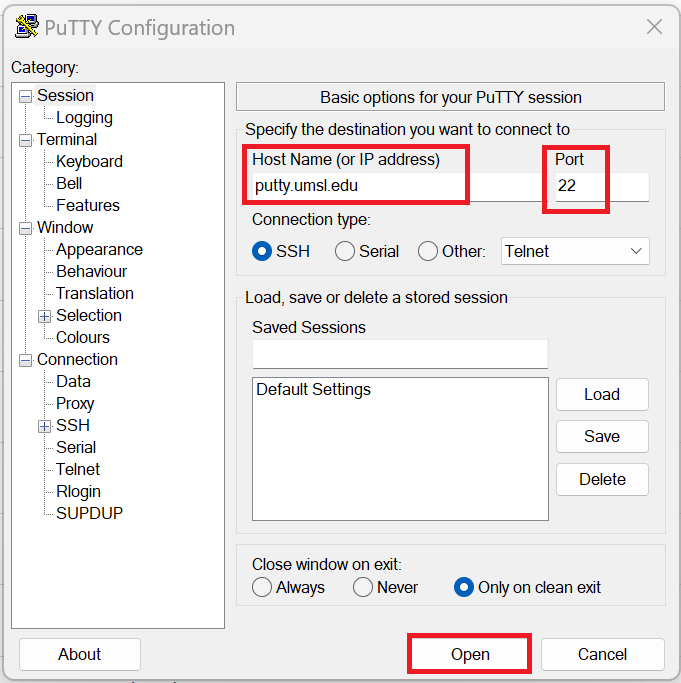 PuTTY Configuration
Category:
Session
Logging
Terminal
Keyboard
Bell
Features
Window
Appearance
Behaviour
Translation
Selection
Colours
Connection
Data
Proxy
SSH
Serial
Telnet
Rlogin
SUPDUP
Basic options for your PuTTY session
Specify the destination you want to connect to
Host Name (or IP address) Port
putty.umsl.edu 22
Connection type:
SSH Serial Other: Telnet
Load, save or delete a stored session
Saved Sessions
Default Settings
Load
Save
Delete
Close window on exit:
Always Never Only on clean exit
About Open Cancel